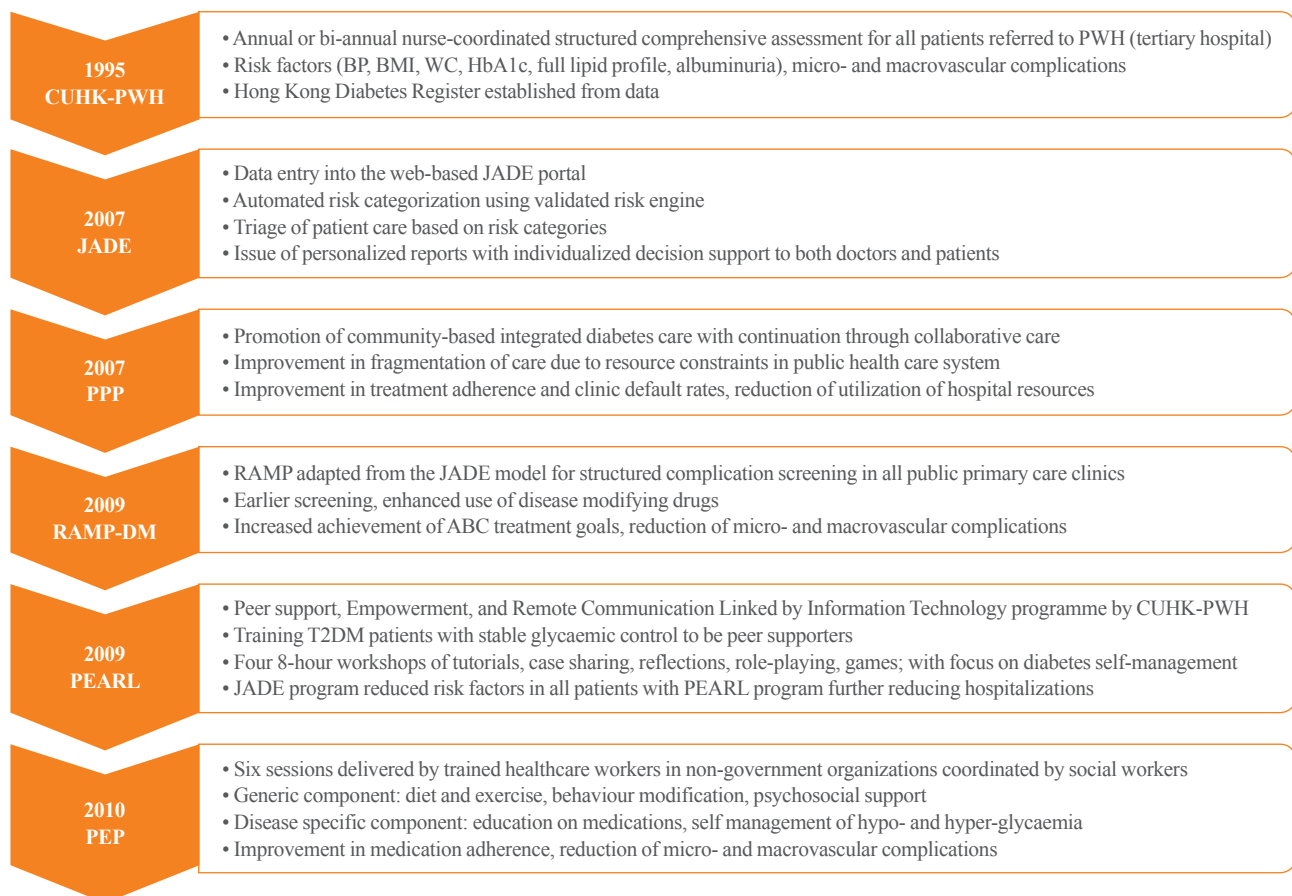 1995
CUHK-PWH
• Annual or bi-annual nurse-coordinated structured comprehensive assessment for all patients referred to PWH (tertiary hospital)
• Risk factors (BP, BMI, WC, HbA1c, full lipid profile, albuminuria), micro- and macrovascular complications
• Hong Kong Diabetes Register established from data
2007
JADE
• Data entry into the web-based JADE portal
• Automated risk categorization using validated risk engine
• Triage of patient care based on risk categories
• Issue of personalized reports with individualized decision support to both doctors and patients
2007
PPP
• Promotion of community-based integrated diabetes care with continuation through collaborative care
• Improvement in fragmentation of care due to resource constraints in public health care system
• Improvement in treatment adherence and clinic default rates, reduction of utilization of hospital resources
2009
RAMP-DM
• RAMP adapted from the JADE model for structured complication screening in all public primary care clinics
• Earlier screening, enhanced use of disease modifying drugs
• Increased achievement of ABC treatment goals, reduction of micro- and macrovascular complications
2009
PEARL
• Peer support, Empowerment, and Remote Communication Linked by Information Technology programme by CUHK-PWH
• Training T2DM patients with stable glycaemic control to be peer supporters
• Four 8-hour workshops of tutorials, case sharing, reflections, role-playing, games; with focus on diabetes self-management
• JADE program reduced risk factors in all patients with PEARL program further reducing hospitalizations
2010
PEP
• Six sessions delivered by trained healthcare workers in non-government organizations coordinated by social workers
• Generic component: diet and exercise, behaviour modification, psychosocial support
• Disease specific component: education on medications, self management of hypo- and hyper-glycaemia
• Improvement in medication adherence, reduction of micro- and macrovascular complications